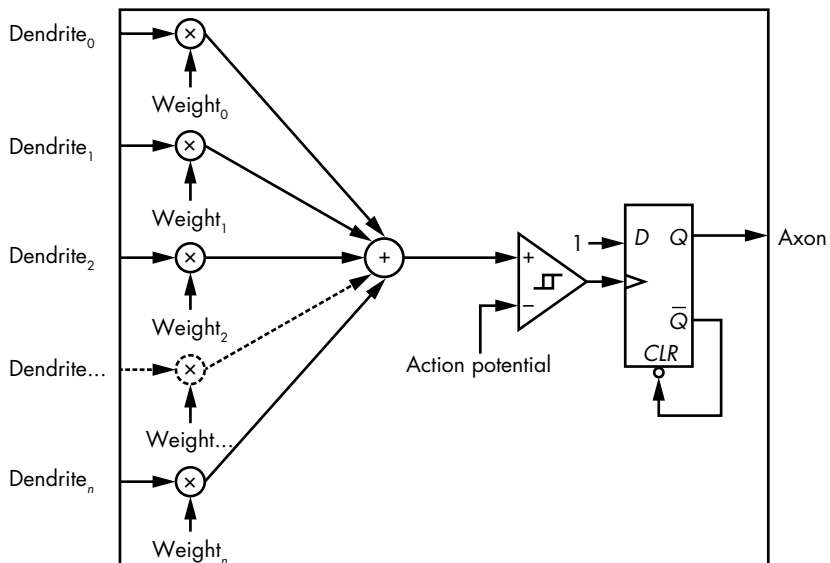 Dendrite₀
×
Weight₀
Dendrite₁
×
Weight₁
Dendrite₂
×
Weight₂
Dendrite...
×
Weight...
Dendriteₙ
×
Weightₙ
+
+
−
Action potential
1
D Q
Q̅
CLR
Axon